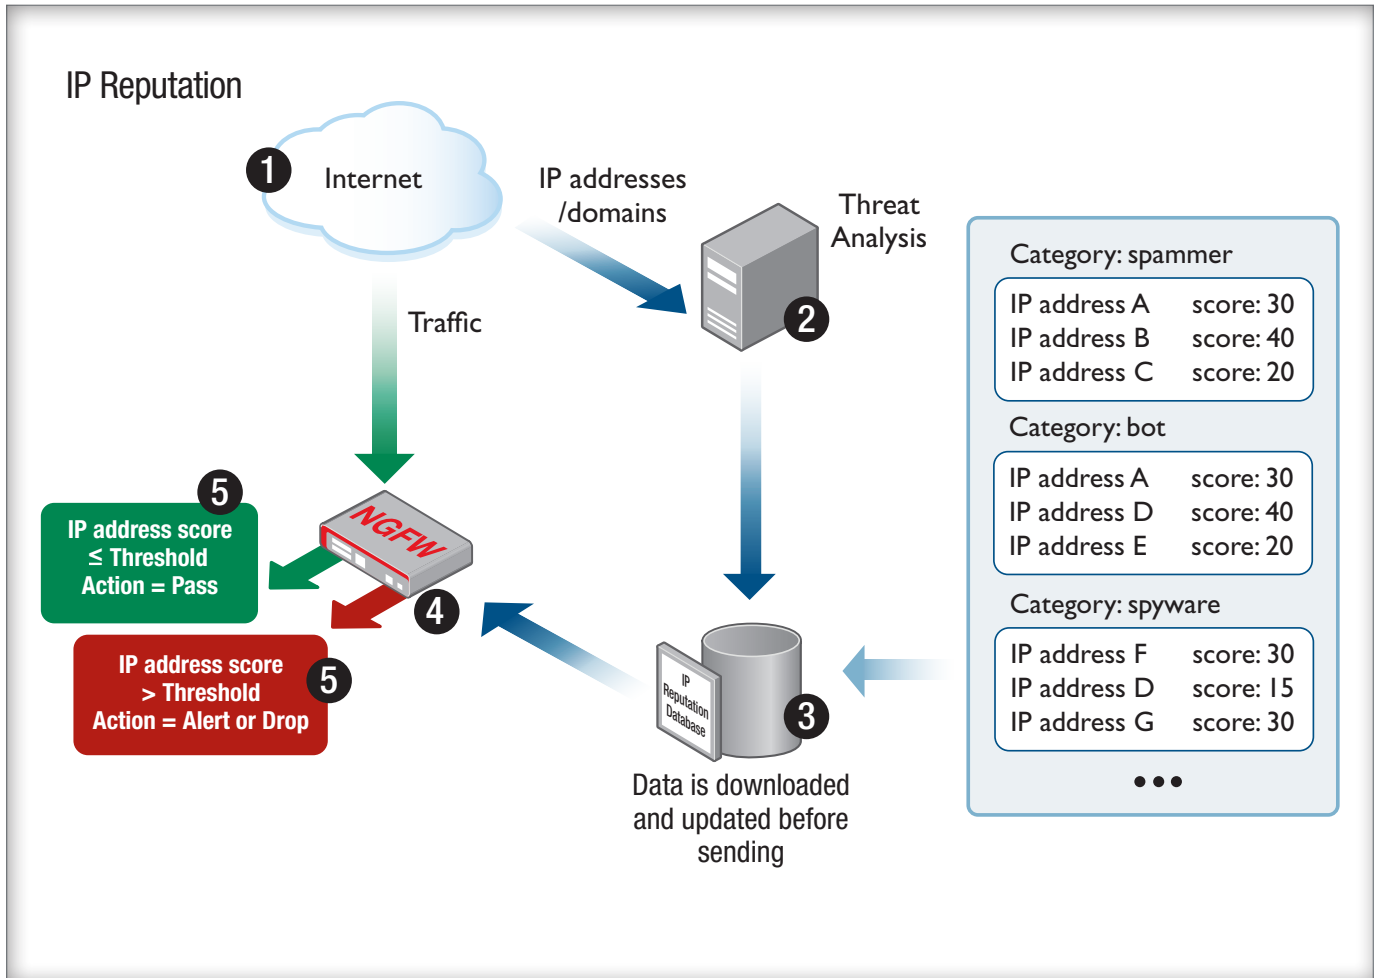 IP Reputation
1
Internet
IP addresses
/domains
Threat
Analysis
2
Traffic
Category: spammer
IP address A score: 30
IP address B score: 40
IP address C score: 20
Category: bot
IP address A score: 30
IP address D score: 40
IP address E score: 20
Category: spyware
IP address F score: 30
IP address D score: 15
IP address G score: 30
•••
5
IP address score
≤ Threshold
Action = Pass
NGFW
4
IP address score
> Threshold
Action = Alert or Drop
5
IP
Reputation
Database
3
Data is downloaded
and updated before
sending